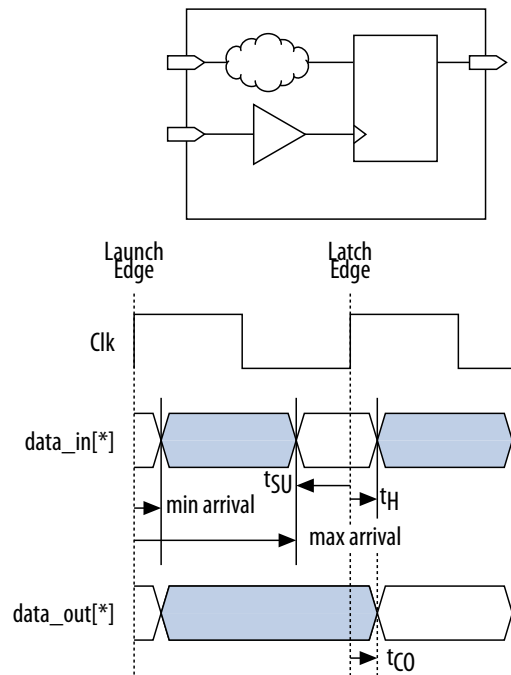 Launch
Edge
Latch
Edge
Clk
data_in[*]
tSU
tH
min arrival
max arrival
data_out[*]
tCO